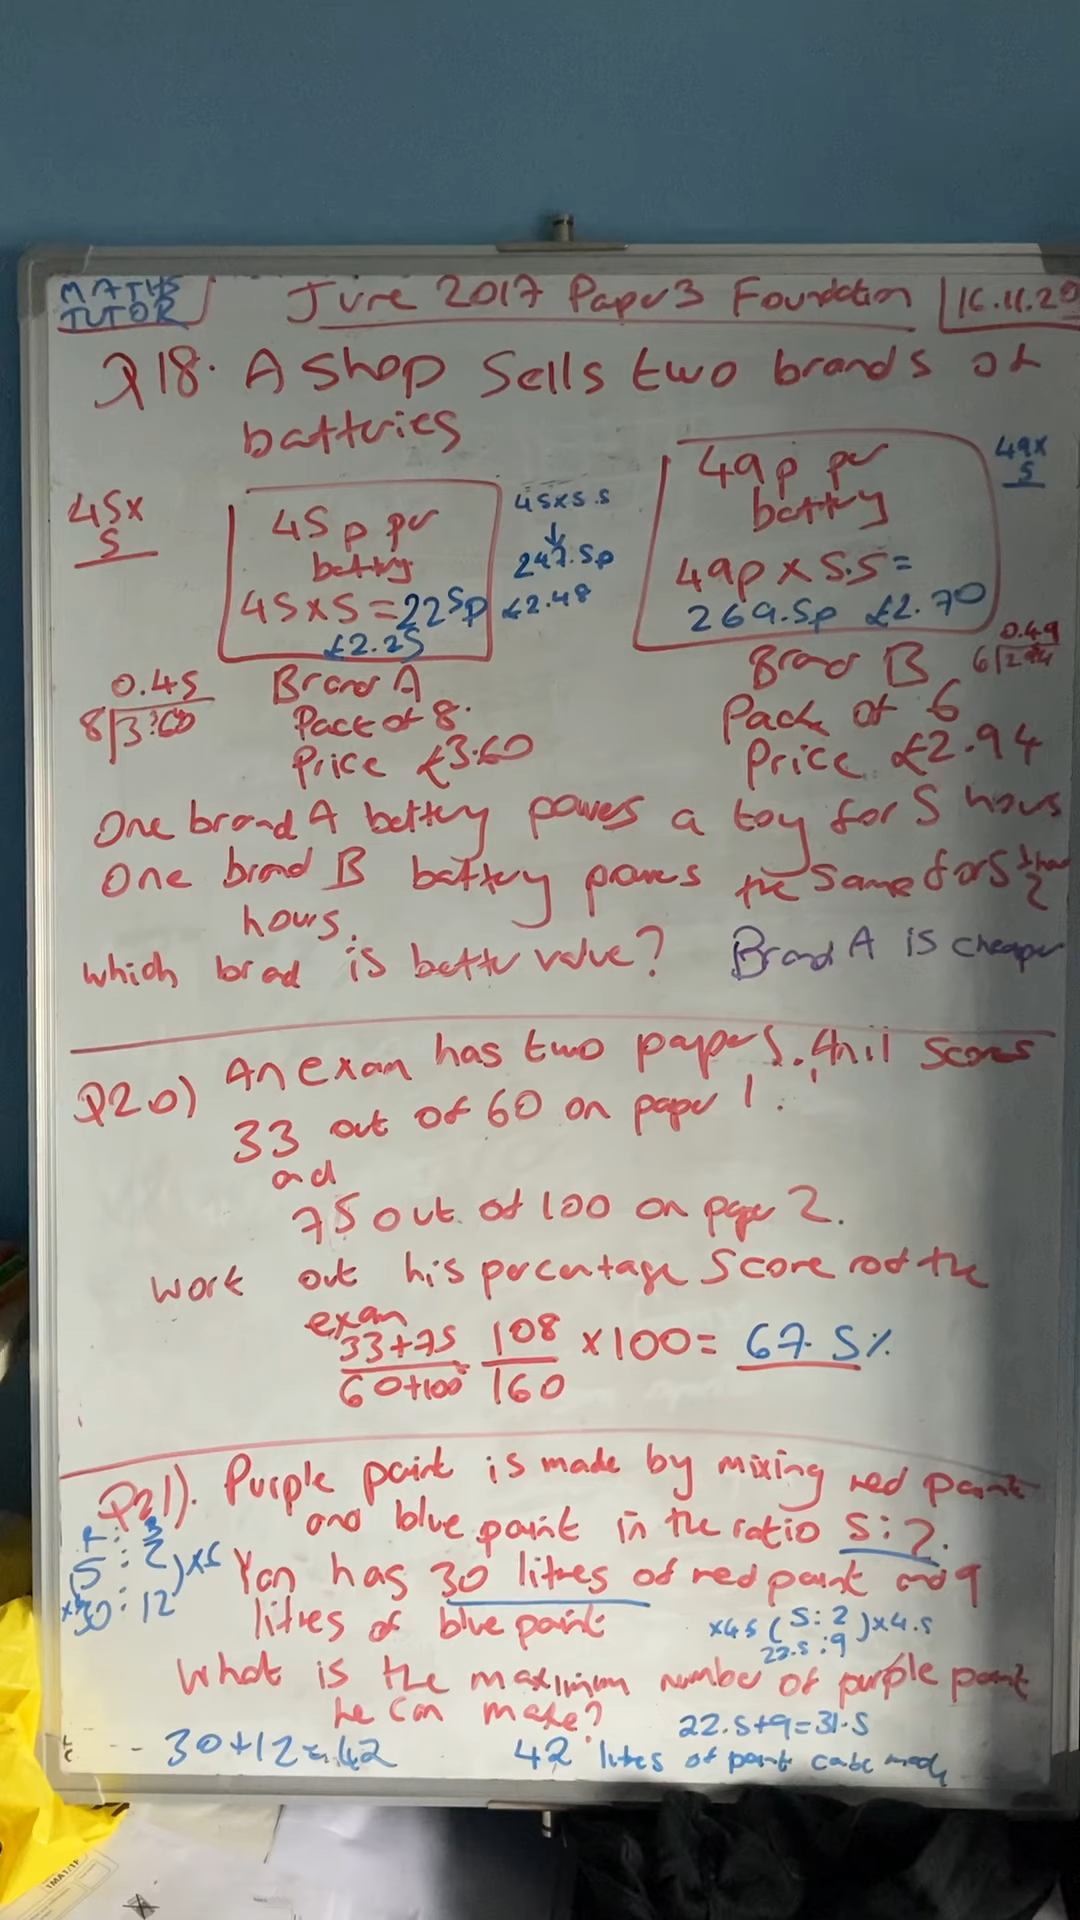 MATHS
TUTOR
June 2017 Paper 3 Foundation
16.11.20
Q18. A Shop Sells two brands of
batteries
45x
5
45 p per
battery
45x5=225p
£2.25
45x5.5
↓
247.5p
£2.48
49p per
battery
49p x 5.5=
269.5p £2.70
49x
5
0.45
8)3.60
Brand A
Pack of 8.
Price £3.60
0.49
6)2.94
Brand B
Pack of 6
Price £2.94
One brand A battery powers a toy for 5 hours
One brand B battery powers the same for 5 1/2 hour
hours.
which brad is better value? Brand A is cheaper
Q20) An exam has two papers. Anil scores
33 out of 60 on paper 1.
and
75 out of 100 on paper 2.
Work out his percentage Score for the
exam
33+75/60+100 = 108/160 x100= 67.5%
Q21). Purple paint is made by mixing red paint
and blue paint in the ratio 5:2.
r : B
5 : 2 ) x6
x6 30 : 12
Yan has 30 litres of red paint and 9
litres of blue paint
x4.5 ( 5:2 ) x4.5
22.5 : 9
What is the maximum number of purple paint
he can make?
22.5+9=31.5
30+12=42
42 litres of paint cabe made
1MA1/1F